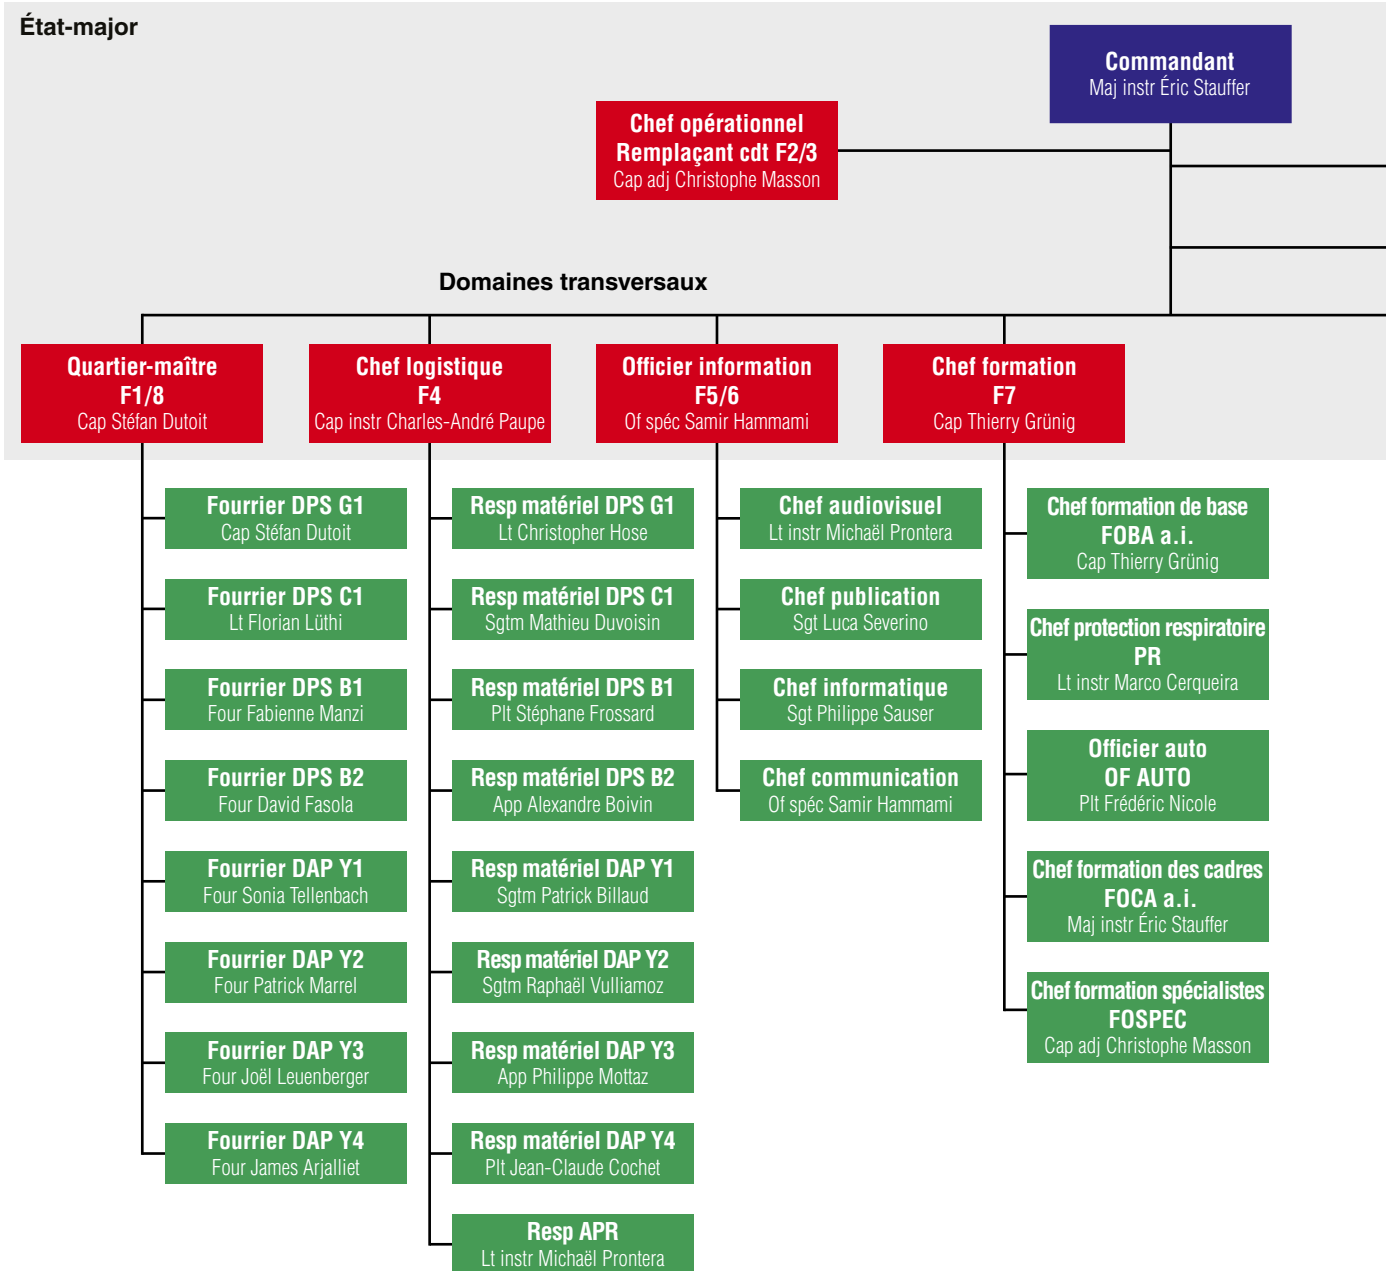 État-major
Commandant
Maj instr Éric Stauffer
Chef opérationnel
Remplaçant cdt F2/3
Cap adj Christophe Masson
Domaines transversaux
Quartier-maître
F1/8
Cap Stéfan Dutoit
Chef logistique
F4
Cap instr Charles-André Paupe
Officier information
F5/6
Of spéc Samir Hammami
Chef formation
F7
Cap Thierry Grünig
Fourrier DPS G1
Cap Stéfan Dutoit
Fourrier DPS C1
Lt Florian Lüthi
Fourrier DPS B1
Four Fabienne Manzi
Fourrier DPS B2
Four David Fasola
Fourrier DAP Y1
Four Sonia Tellenbach
Fourrier DAP Y2
Four Patrick Marrel
Fourrier DAP Y3
Four Joël Leuenberger
Fourrier DAP Y4
Four James Arjalliet
Resp matériel DPS G1
Lt Christopher Hose
Resp matériel DPS C1
Sgtm Mathieu Duvoisin
Resp matériel DPS B1
Plt Stéphane Frossard
Resp matériel DPS B2
App Alexandre Boivin
Resp matériel DAP Y1
Sgtm Patrick Billaud
Resp matériel DAP Y2
Sgtm Raphaël Vulliamoz
Resp matériel DAP Y3
App Philippe Mottaz
Resp matériel DAP Y4
Plt Jean-Claude Cochet
Resp APR
Lt instr Michaël Prontera
Chef audiovisuel
Lt instr Michaël Prontera
Chef publication
Sgt Luca Severino
Chef informatique
Sgt Philippe Sauser
Chef communication
Of spéc Samir Hammami
Chef formation de base
FOBA a.i.
Cap Thierry Grünig
Chef protection respiratoire
PR
Lt instr Marco Cerqueira
Officier auto
OF AUTO
Plt Frédéric Nicole
Chef formation des cadres
FOCA a.i.
Maj instr Éric Stauffer
Chef formation spécialistes
FOSPEC
Cap adj Christophe Masson